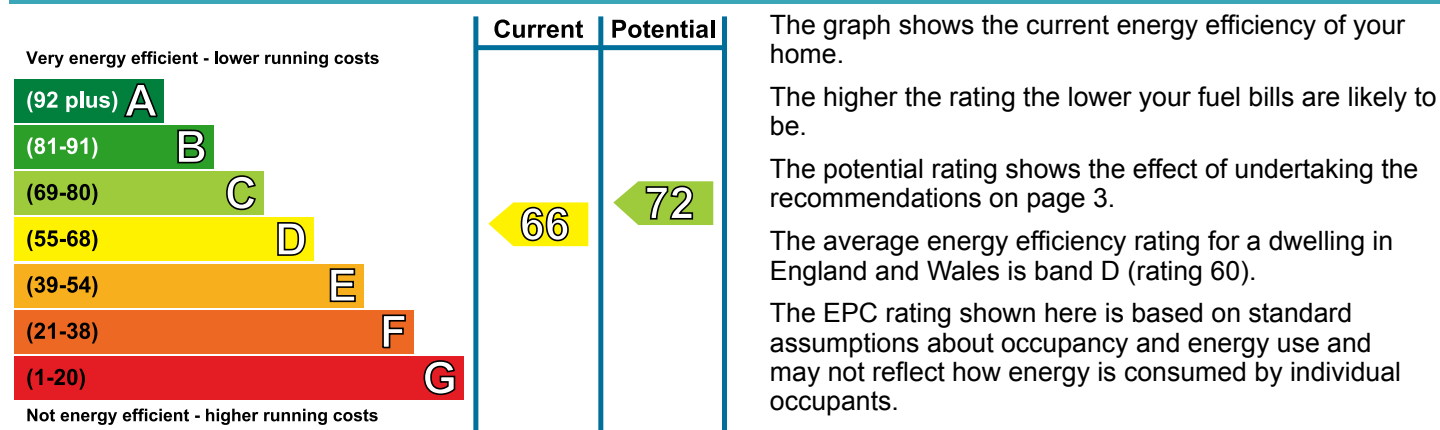 Current Potential
Very energy efficient - lower running costs
(92 plus) A
(81-91) B
(69-80) C
(55-68) D
(39-54) E
(21-38) F
(1-20) G
Not energy efficient - higher running costs
66
72
The graph shows the current energy efficiency of your
home.
The higher the rating the lower your fuel bills are likely to
be.
The potential rating shows the effect of undertaking the
recommendations on page 3.
The average energy efficiency rating for a dwelling in
England and Wales is band D (rating 60).
The EPC rating shown here is based on standard
assumptions about occupancy and energy use and
may not reflect how energy is consumed by individual
occupants.